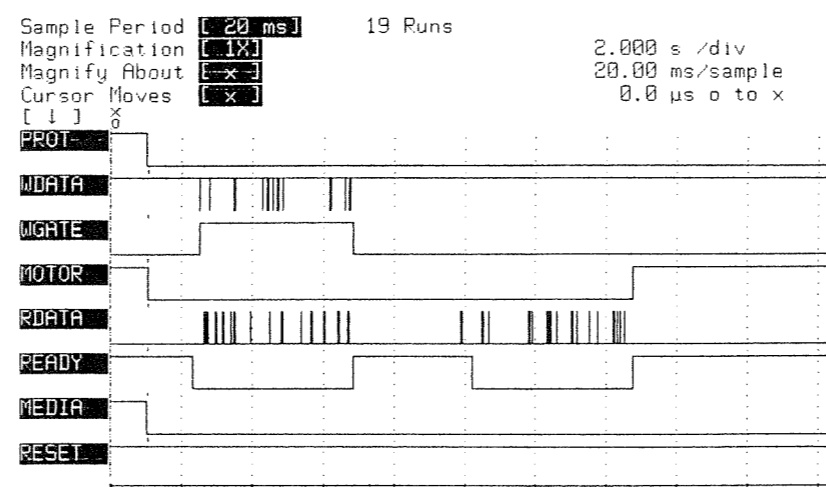 Sample Period [ 20 ms] 19 Runs
Magnification [ 1X] 2.000 s /div
Magnify About [ x ] 20.00 ms/sample
Cursor Moves [ x ] 0.0 µs o to x
[ ↓ ] x
o
PROT-
WDATA
WGATE
MOTOR
RDATA
READY
MEDIA
RESET